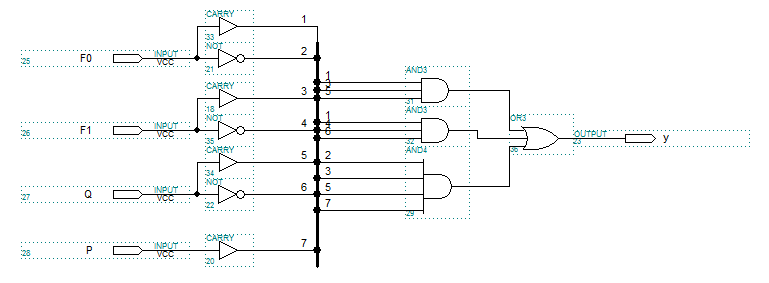 CARRY
1
33
NOT
F0
INPUT
VCC
2
25
21
CARRY
AND3
1
3
5
3
18
31
NOT
AND3
OR3
F1
INPUT
VCC
4
1
4
6
26
35
32
36
OUTPUT
23
y
CARRY
AND4
5
2
34
NOT
3
Q
INPUT
VCC
6
5
27
22
7
29
CARRY
P
INPUT
VCC
7
28
20